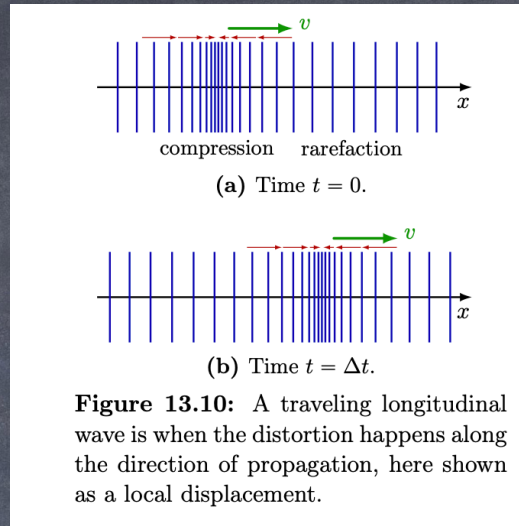 v
x
compression rarefaction
(a) Time t = 0.
v
x
(b) Time t = Δt.
Figure 13.10: A traveling longitudinal
wave is when the distortion happens along
the direction of propagation, here shown
as a local displacement.